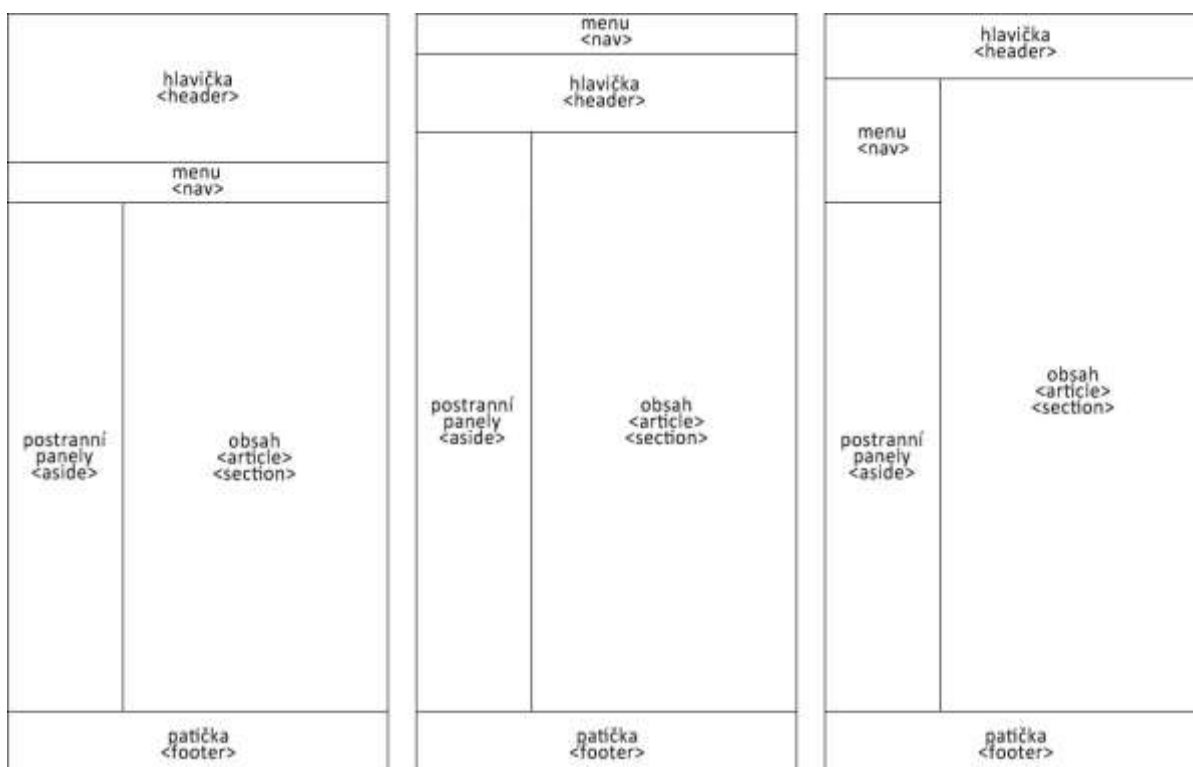 hlavička
<header>
menu
<nav>
postranní
panely
<aside>
obsah
<article>
<section>
patička
<footer>
menu
<nav>
hlavička
<header>
postranní
panely
<aside>
obsah
<article>
<section>
patička
<footer>
hlavička
<header>
menu
<nav>
postranní
panely
<aside>
obsah
<article>
<section>
patička
<footer>